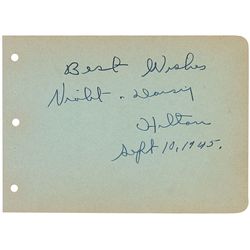 Best Wishes
Violet & Daisy
Hilton
Sept 10, 1945.